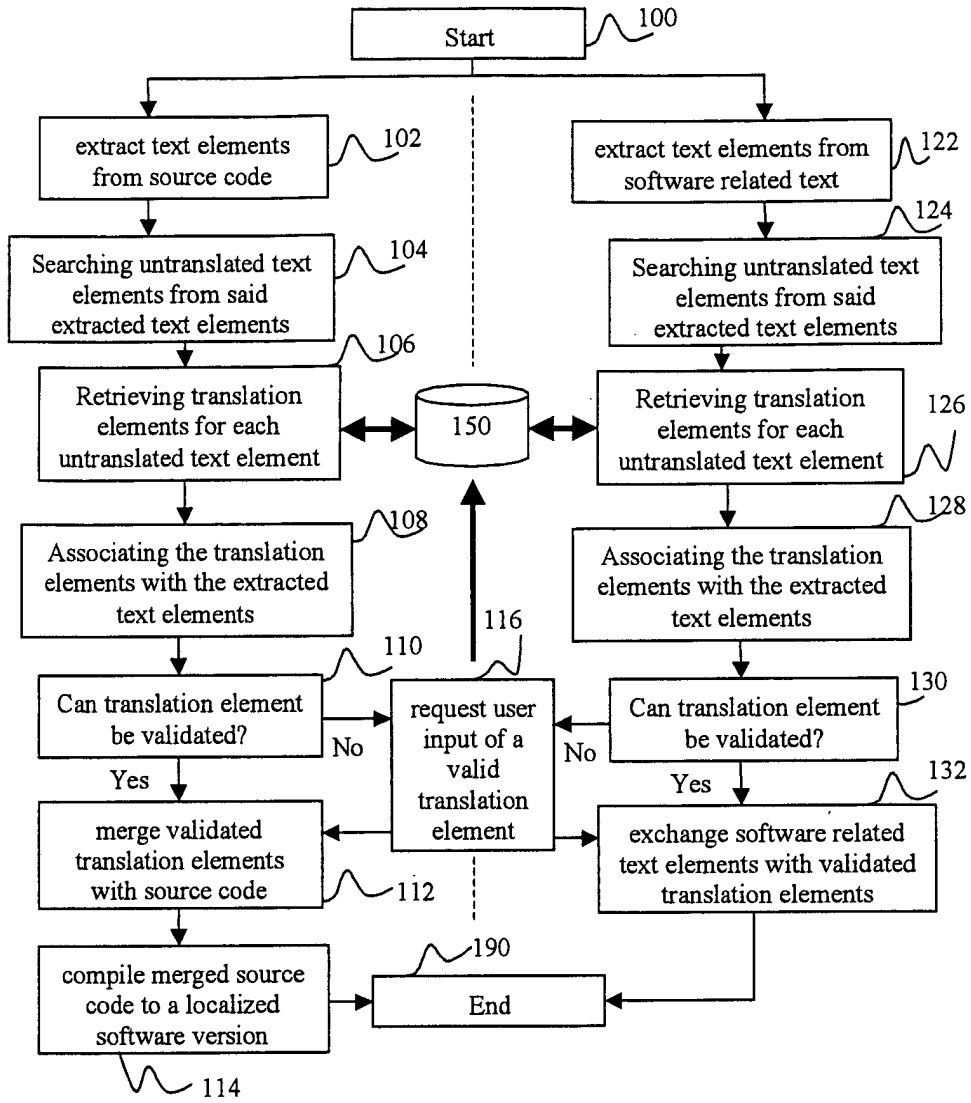 Start
100
extract text elements
from source code
102
extract text elements from
software related text
122
Searching untranslated text
elements from said
extracted text elements
104
Searching untranslated text
elements from said
extracted text elements
124
Retrieving translation
elements for each
untranslated text element
106
150
Retrieving translation
elements for each
untranslated text element
126
Associating the translation
elements with the extracted
text elements
108
Associating the translation
elements with the extracted
text elements
128
Can translation element
be validated?
110
No
Yes
request user
input of a
valid
translation
element
116
Can translation element
be validated?
130
No
Yes
merge validated
translation elements
with source code
112
exchange software related
text elements with validated
translation elements
132
compile merged source
code to a localized
software version
114
End
190